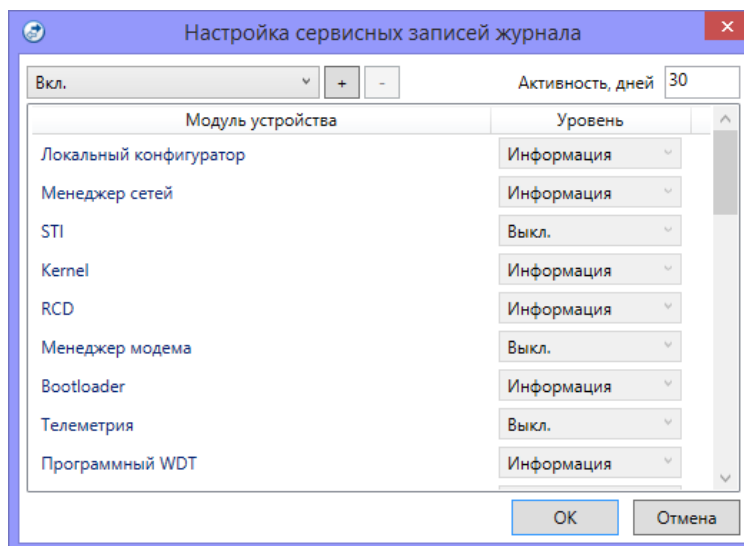 Настройка сервисных записей журнала
Вкл. + - Активность, дней 30
Модуль устройства Уровень
Локальный конфигуратор Информация
Менеджер сетей Информация
STI Выкл.
Kernel Информация
RCD Информация
Менеджер модема Выкл.
Bootloader Информация
Телеметрия Выкл.
Программный WDT Информация
OK Отмена